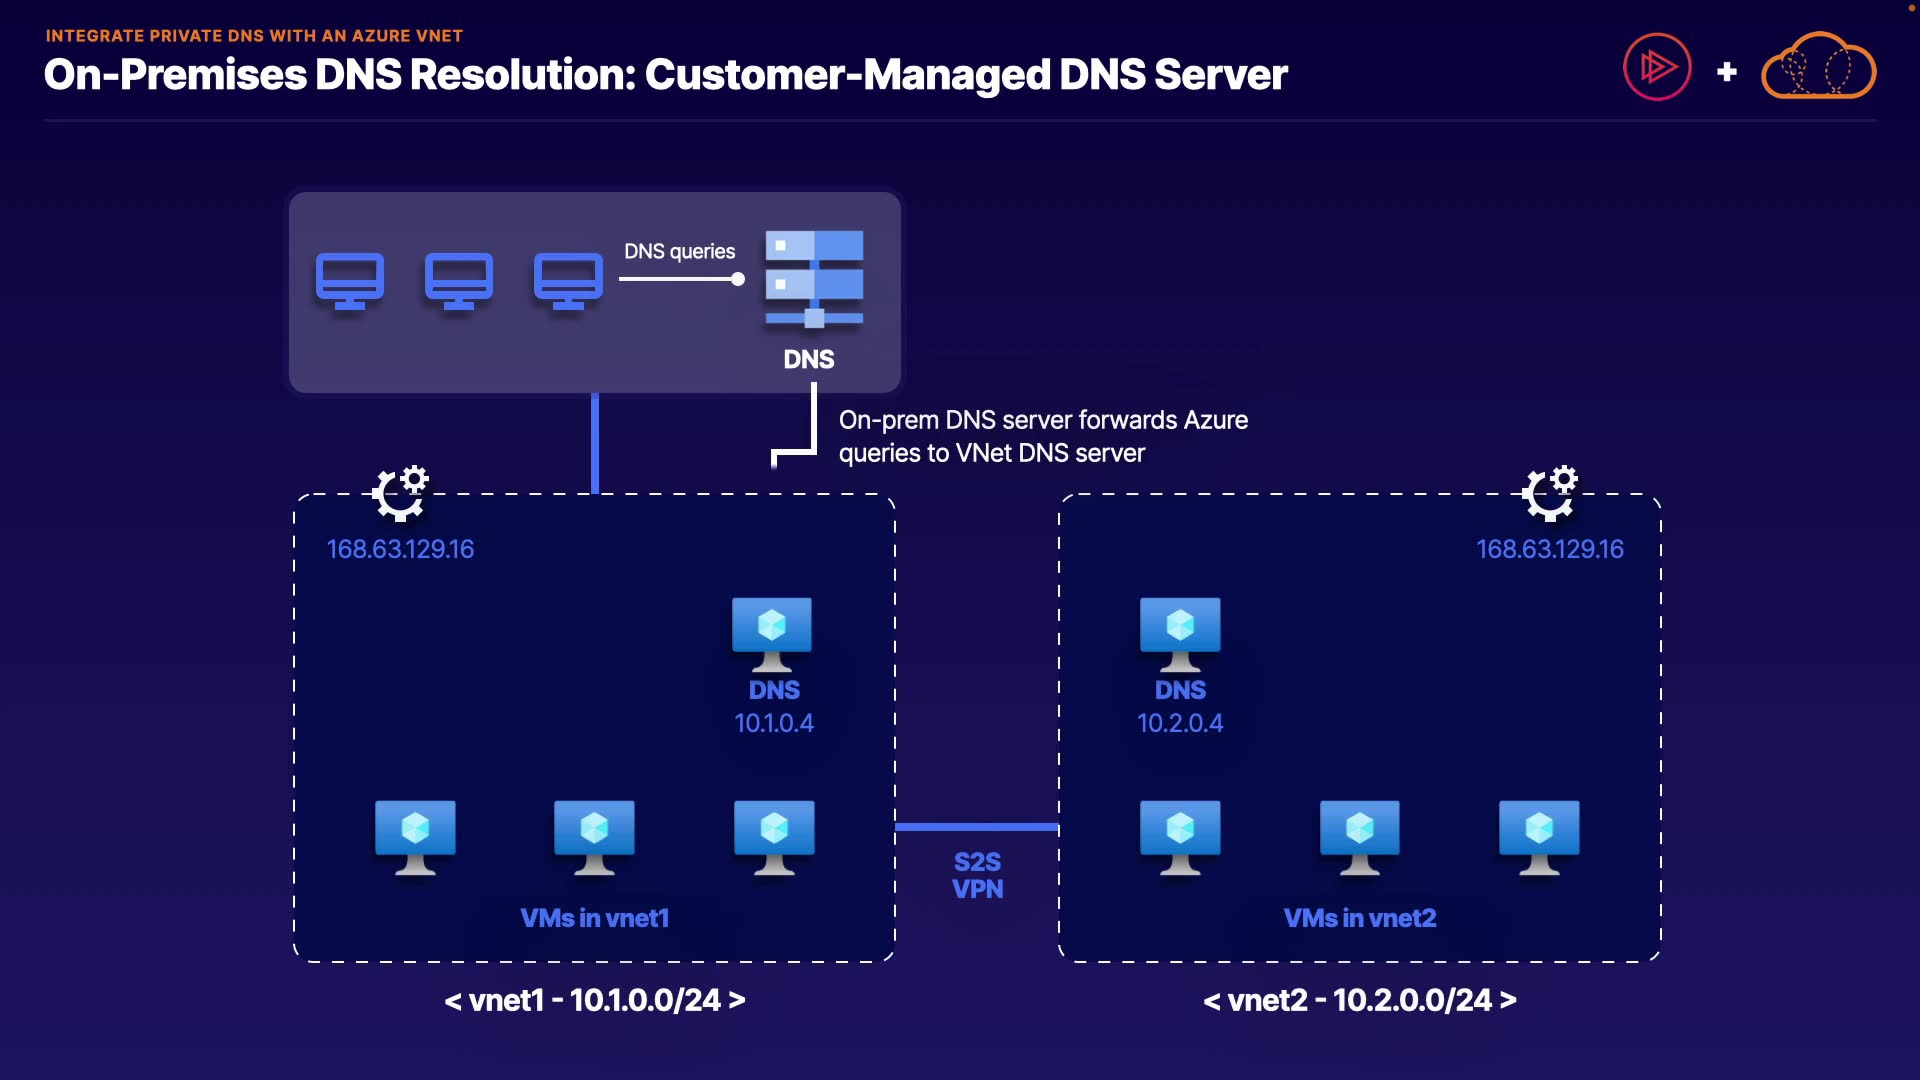 INTEGRATE PRIVATE DNS WITH AN AZURE VNET
On-Premises DNS Resolution: Customer-Managed DNS Server
+
DNS queries
DNS
On-prem DNS server forwards Azure
queries to VNet DNS server
168.63.129.16
168.63.129.16
DNS
10.1.0.4
DNS
10.2.0.4
S2S
VPN
VMs in vnet1
VMs in vnet2
< vnet1 - 10.1.0.0/24 >
< vnet2 - 10.2.0.0/24 >